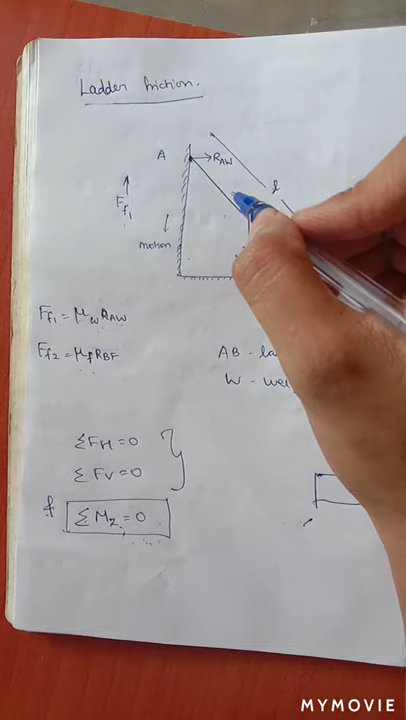 Ladder friction.
A
RAW
l
Ff1
motion
Ff1 = μw RAW
Ff2 = μf RBF
AB - la
W - wei
ΣFH = 0
ΣFV = 0
&
ΣMz = 0
MYMOVIE